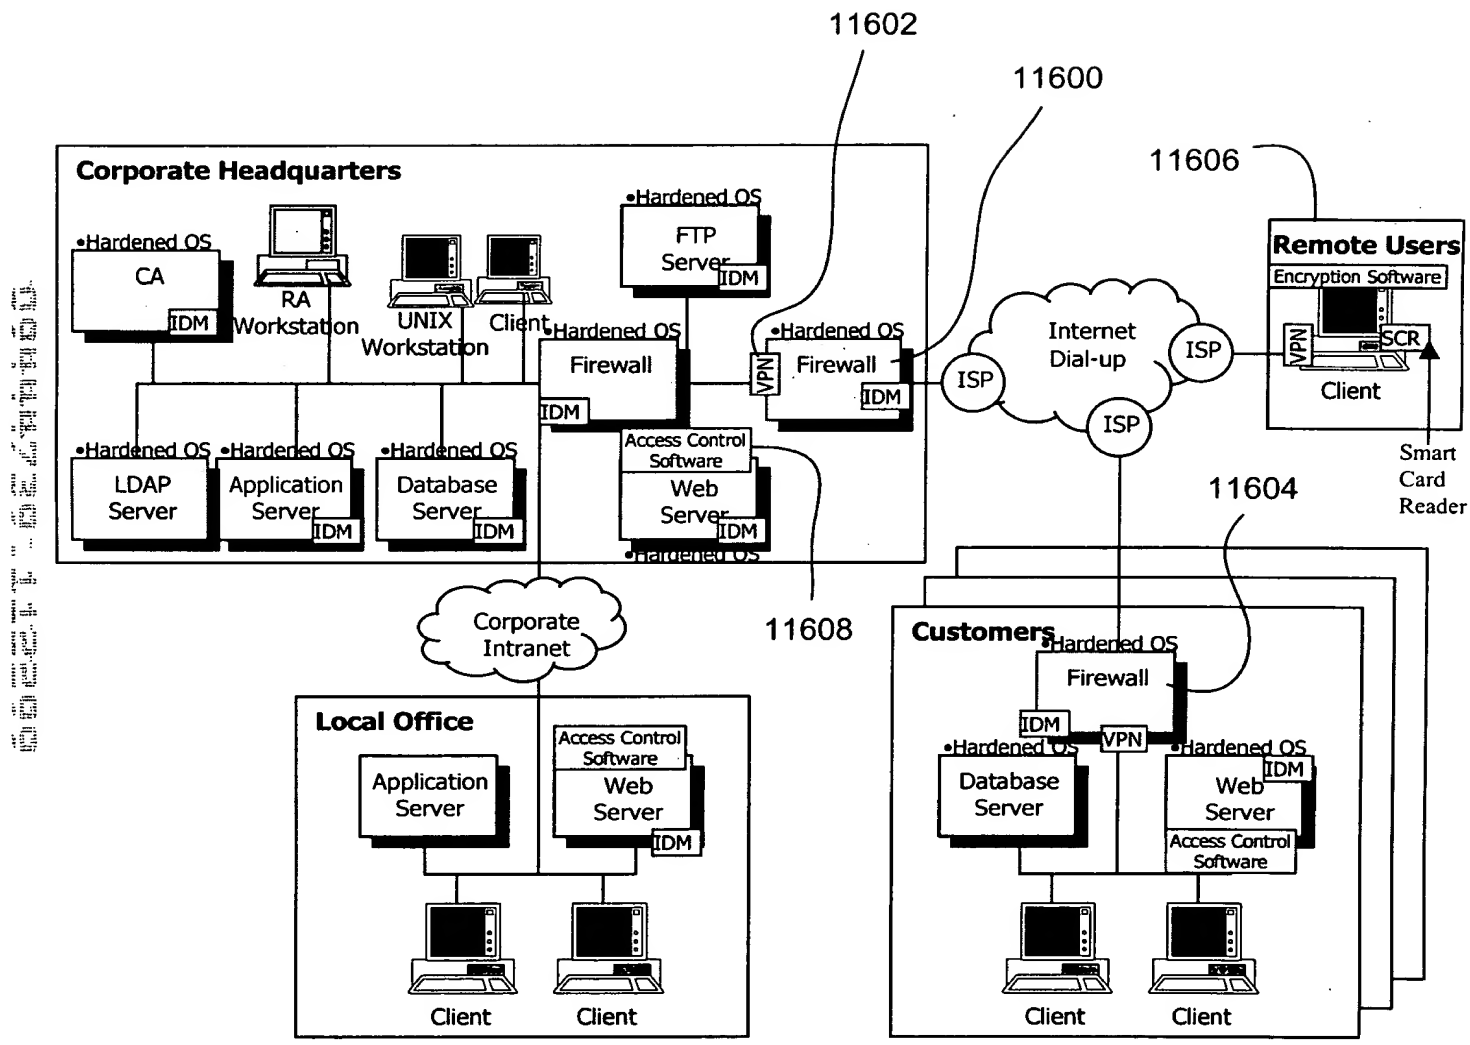 11602
11600
11606
Corporate Headquarters
•Hardened OS
FTP
Server
IDM
•Hardened OS
CA
IDM
RA
Workstation
UNIX
Workstation
Client
•Hardened OS
Firewall
IDM
VPN
•Hardened OS
Firewall
IDM
ISP
Internet
Dial-up
ISP
ISP
Remote Users
Encryption Software
VPN
SCR
Client
Smart
Card
Reader
•Hardened OS
LDAP
Server
•Hardened OS
Application
Server
IDM
•Hardened OS
Database
Server
IDM
Access Control
Software
Web
Server
IDM
•Hardened OS
11608
11604
Corporate
Intranet
Local Office
Application
Server
Access Control
Software
Web
Server
IDM
Client
Client
Customers
•Hardened OS
Firewall
IDM
VPN
•Hardened OS
Database
Server
•Hardened OS
IDM
Web
Server
Access Control
Software
Client
Client